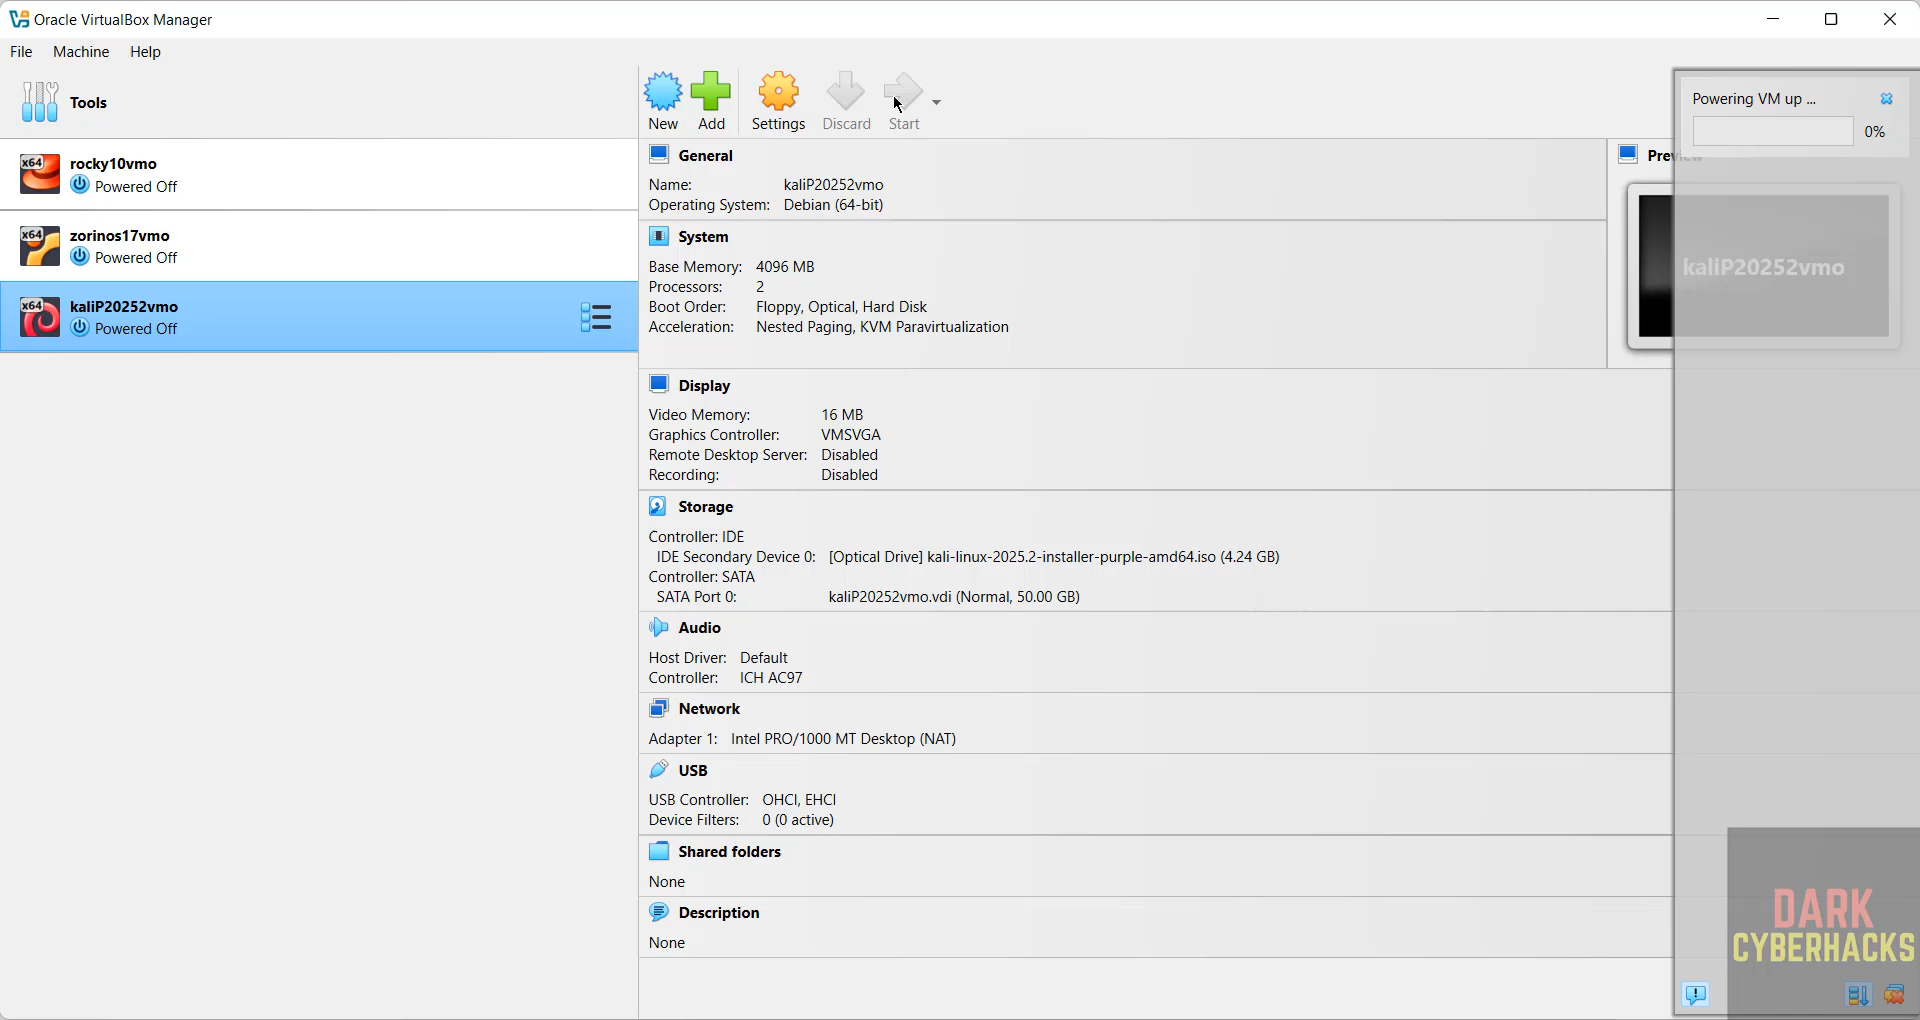 Oracle VirtualBox Manager
File Machine Help
Tools
New Add Settings Discard Start
x64 rocky10vmo
Powered Off
x64 zorinos17vmo
Powered Off
x64 kaliP20252vmo
Powered Off
General
Name: kaliP20252vmo
Operating System: Debian (64-bit)
System
Base Memory: 4096 MB
Processors: 2
Boot Order: Floppy, Optical, Hard Disk
Acceleration: Nested Paging, KVM Paravirtualization
Display
Video Memory: 16 MB
Graphics Controller: VMSVGA
Remote Desktop Server: Disabled
Recording: Disabled
Storage
Controller: IDE
IDE Secondary Device 0: [Optical Drive] kali-linux-2025.2-installer-purple-amd64.iso (4.24 GB)
Controller: SATA
SATA Port 0: kaliP20252vmo.vdi (Normal, 50.00 GB)
Audio
Host Driver: Default
Controller: ICH AC97
Network
Adapter 1: Intel PRO/1000 MT Desktop (NAT)
USB
USB Controller: OHCI, EHCI
Device Filters: 0 (0 active)
Shared folders
None
Description
None
Powering VM up ...
0%
Preview
kaliP20252vmo
DARK
CYBERHACKS